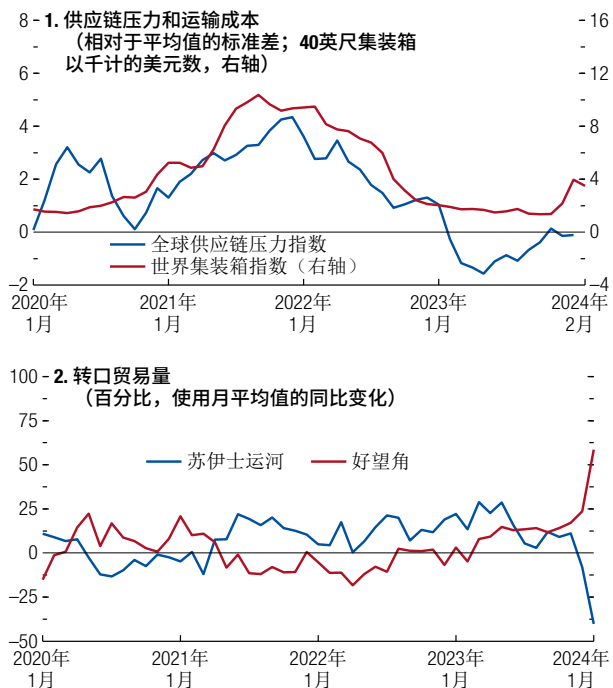 1. 供应链压力和运输成本
（相对于平均值的标准差；40英尺集装箱
以千计的美元数，右轴）
8
6
4
2
0
–2
16
12
8
4
0
–4
全球供应链压力指数
世界集装箱指数（右轴）
2020年 2021年 2022年 2023年 2024年
1月 1月 1月 1月 2月
2. 转口贸易量
（百分比，使用月平均值的同比变化）
100
75
50
25
0
–25
–50
苏伊士运河 好望角
2020年 2021年 2022年 2023年 2024年
1月 1月 1月 1月 1月